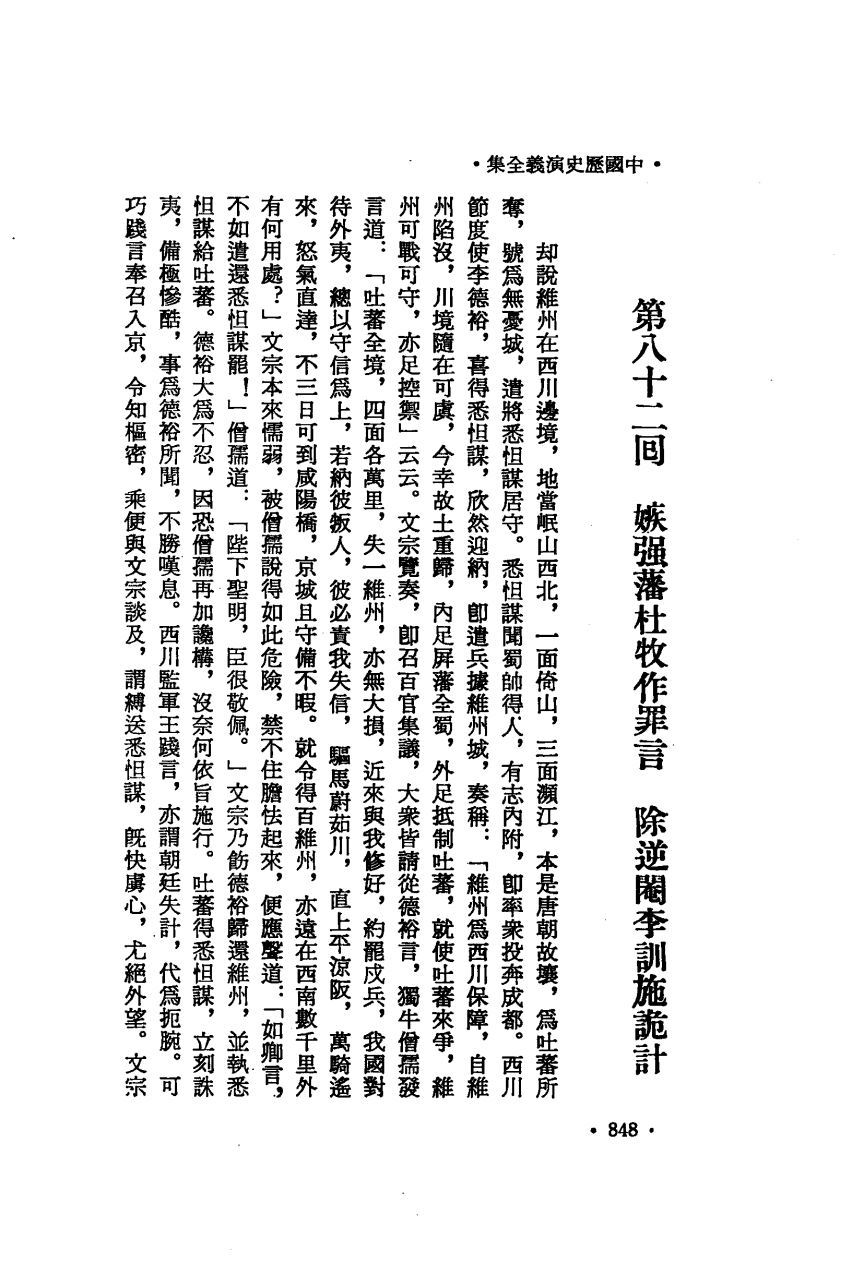 •中國歷史演義全集•
第八十二回　嫉强藩杜牧作罪言　除逆閹李訓施詭計
却說維州在西川邊境，地當岷山西北，一面倚山，三面瀕江，本是唐朝故壤，爲吐蕃所
奪，號爲無憂城，遣將悉怛謀居守。悉怛謀聞蜀帥得人，有志內附，卽率衆投奔成都。西川
節度使李德裕，喜得悉怛謀，欣然迎納，卽遣兵據維州城，奏稱：「維州爲西川保障，自維
州陷沒，川境隨在可虞，今幸故土重歸，內足屏藩全蜀，外足抵制吐蕃，就使吐蕃來爭，維
州可戰可守，亦足控禦」云云。文宗覽奏，卽召百官集議，大衆皆請從德裕言，獨牛僧孺發
言道：「吐蕃全境，四面各萬里，失一維州，亦無大損，近來與我修好，約罷戍兵，我國對
待外夷，總以守信爲上，若納彼叛人，彼必責我失信，驅馬蔚茹川，直上平涼阪，萬騎遙
來，怒氣直達，不三日可到咸陽橋，京城且守備不暇。就令得百維州，亦遠在西南數千里外
有何用處？」文宗本來懦弱，被僧孺說得如此危險，禁不住膽怯起來，便應聲道：「如卿言，
不如遣還悉怛謀罷！」僧孺道：「陛下聖明，臣很敬佩。」文宗乃飭德裕歸還維州，並執悉
怛謀給吐蕃。德裕大爲不忍，因恐僧孺再加讒構，沒奈何依旨施行。吐蕃得悉怛謀，立刻誅
夷，備極慘酷，事爲德裕所聞，不勝嘆息。西川監軍王踐言，亦謂朝廷失計，代爲扼腕。可
巧踐言奉召入京，令知樞密，乘便與文宗談及，謂縛送悉怛謀，旣快虜心，尤絕外望。文宗
•848•